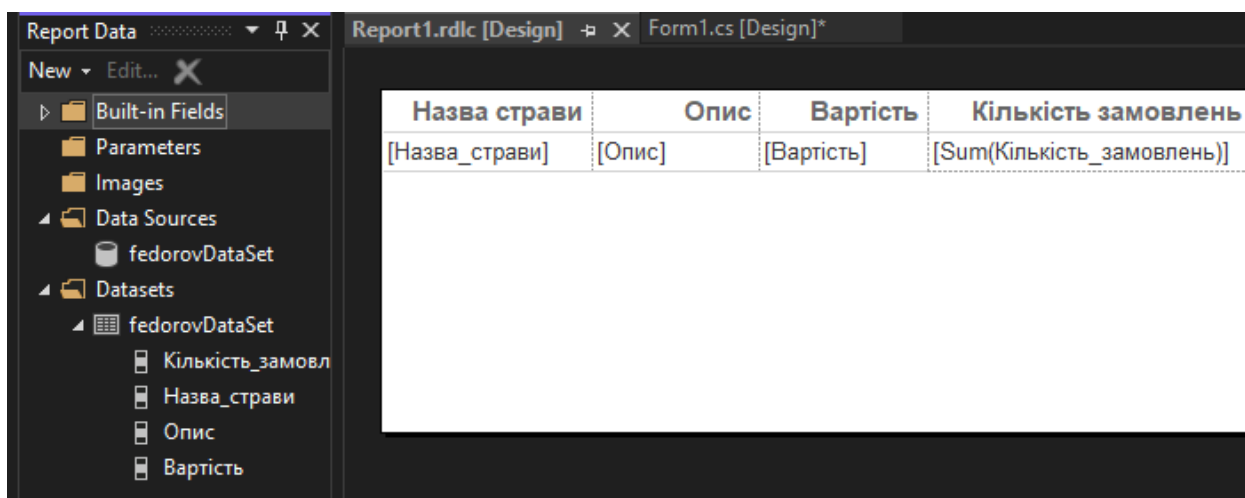 Report Data
New Edit...
Built-in Fields
Parameters
Images
Data Sources
fedorovDataSet
Datasets
fedorovDataSet
Кількість_замовл
Назва_страви
Опис
Вартість
Report1.rdlc [Design] Form1.cs [Design]*
Назва страви Опис Вартість Кількість замовлень
[Назва_страви] [Опис] [Вартість] [Sum(Кількість_замовлень)]